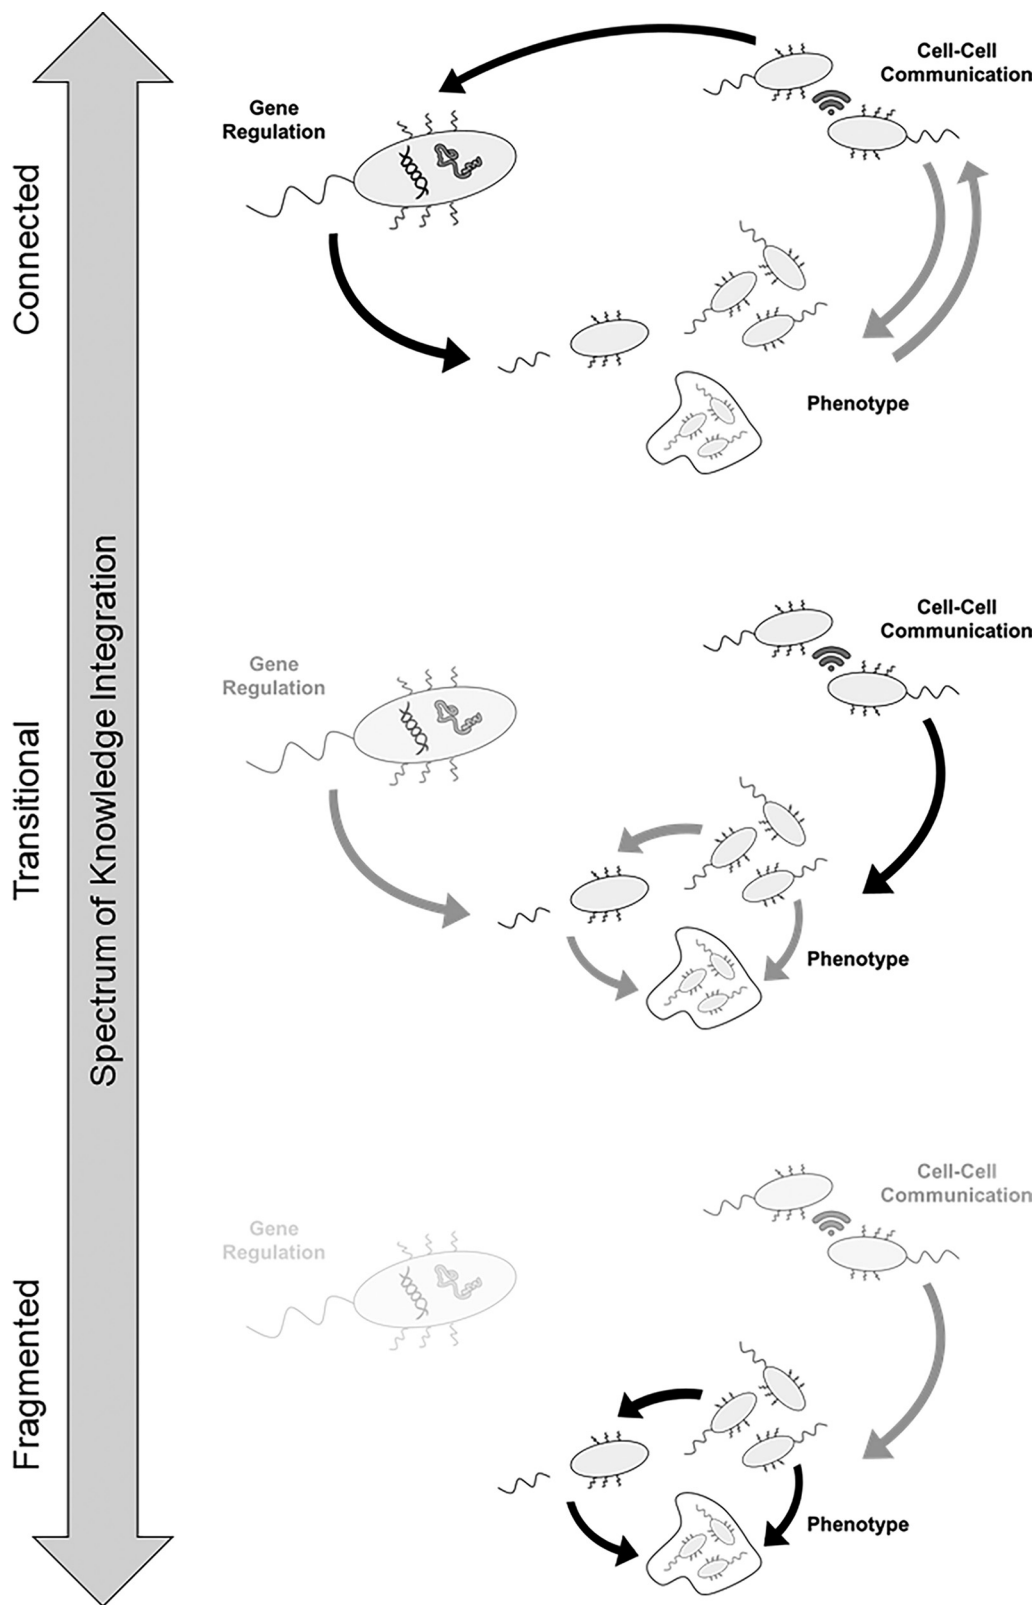 Spectrum of Knowledge Integration
Connected
Gene
Regulation
Cell-Cell
Communication
Phenotype
Transitional
Gene
Regulation
Cell-Cell
Communication
Phenotype
Fragmented
Gene
Regulation
Cell-Cell
Communication
Phenotype